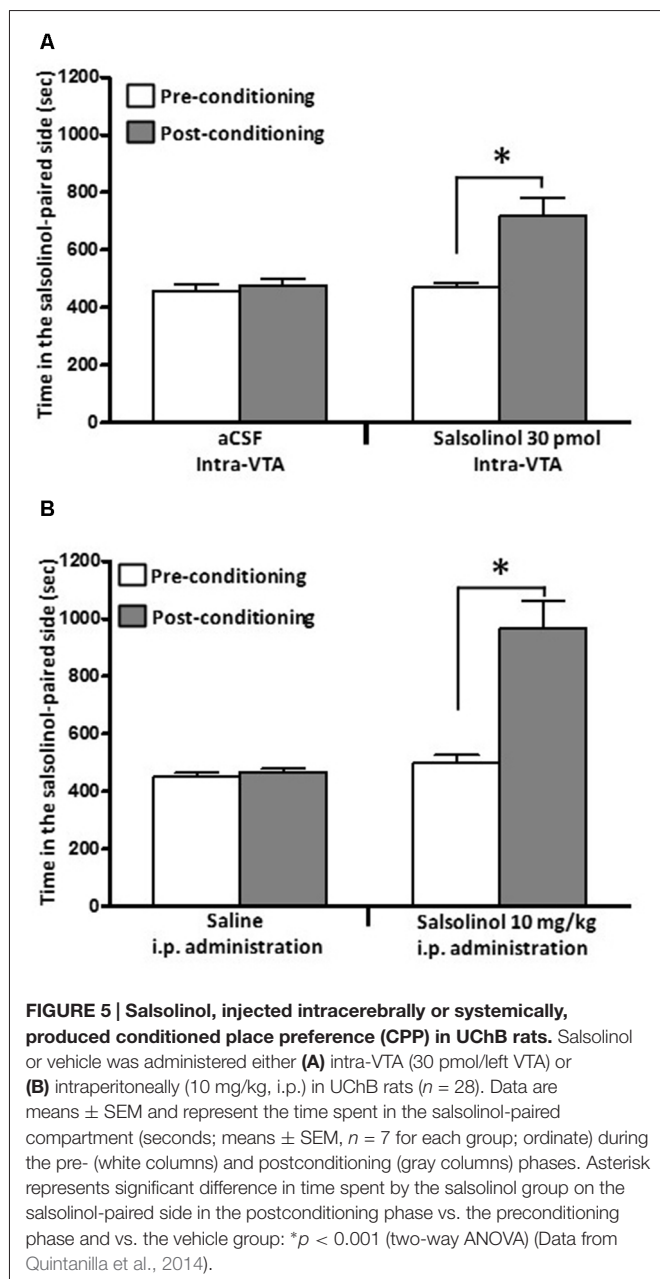 A
Time in the salsolinol-paired side (sec)
1200
1000
800
600
400
200
0
Pre-conditioning
Post-conditioning
*
aCSF
Intra-VTA
Salsolinol 30 pmol
Intra-VTA
B
Time in the salsolinol-paired side (sec)
1200
1000
800
600
400
200
0
Pre-conditioning
Post-conditioning
*
Saline
i.p. administration
Salsolinol 10 mg/kg
i.p. administration
FIGURE 5 | Salsolinol, injected intracerebrally or systemically,
produced conditioned place preference (CPP) in UChB rats. Salsolinol
or vehicle was administered either (A) intra-VTA (30 pmol/left VTA) or
(B) intraperitoneally (10 mg/kg, i.p.) in UChB rats (n = 28). Data are
means ± SEM and represent the time spent in the salsolinol-paired
compartment (seconds; means ± SEM, n = 7 for each group; ordinate) during
the pre- (white columns) and postconditioning (gray columns) phases. Asterisk
represents significant difference in time spent by the salsolinol group on the
salsolinol-paired side in the postconditioning phase vs. the preconditioning
phase and vs. the vehicle group: *p < 0.001 (two-way ANOVA) (Data from
Quintanilla et al., 2014).